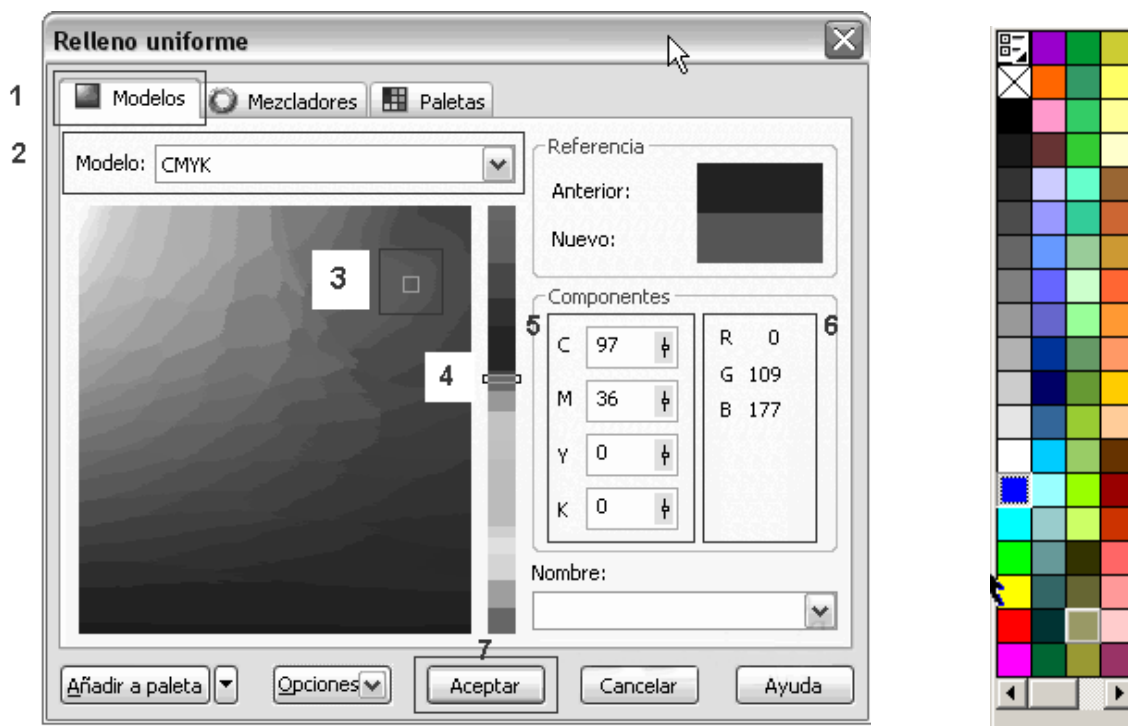 Relleno uniforme
1
Modelos Mezcladores Paletas
2
Modelo: CMYK
Referencia
Anterior:
Nuevo:
3
4
Componentes
5
C 97
M 36
Y 0
K 0
6
R 0
G 109
B 177
Nombre:
7
Añadir a paleta Opciones Aceptar Cancelar Ayuda